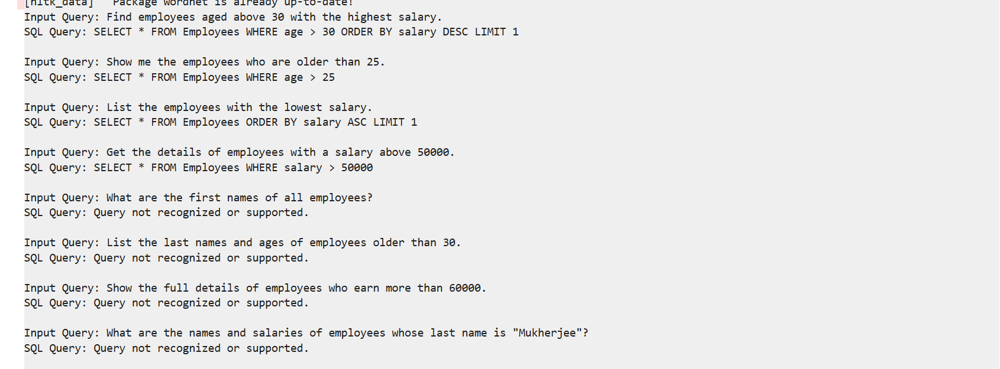 [nltk_data]   Package wordnet is already up-to-date!
Input Query: Find employees aged above 30 with the highest salary.
SQL Query: SELECT * FROM Employees WHERE age > 30 ORDER BY salary DESC LIMIT 1
Input Query: Show me the employees who are older than 25.
SQL Query: SELECT * FROM Employees WHERE age > 25
Input Query: List the employees with the lowest salary.
SQL Query: SELECT * FROM Employees ORDER BY salary ASC LIMIT 1
Input Query: Get the details of employees with a salary above 50000.
SQL Query: SELECT * FROM Employees WHERE salary > 50000
Input Query: What are the first names of all employees?
SQL Query: Query not recognized or supported.
Input Query: List the last names and ages of employees older than 30.
SQL Query: Query not recognized or supported.
Input Query: Show the full details of employees who earn more than 60000.
SQL Query: Query not recognized or supported.
Input Query: What are the names and salaries of employees whose last name is "Mukherjee"?
SQL Query: Query not recognized or supported.